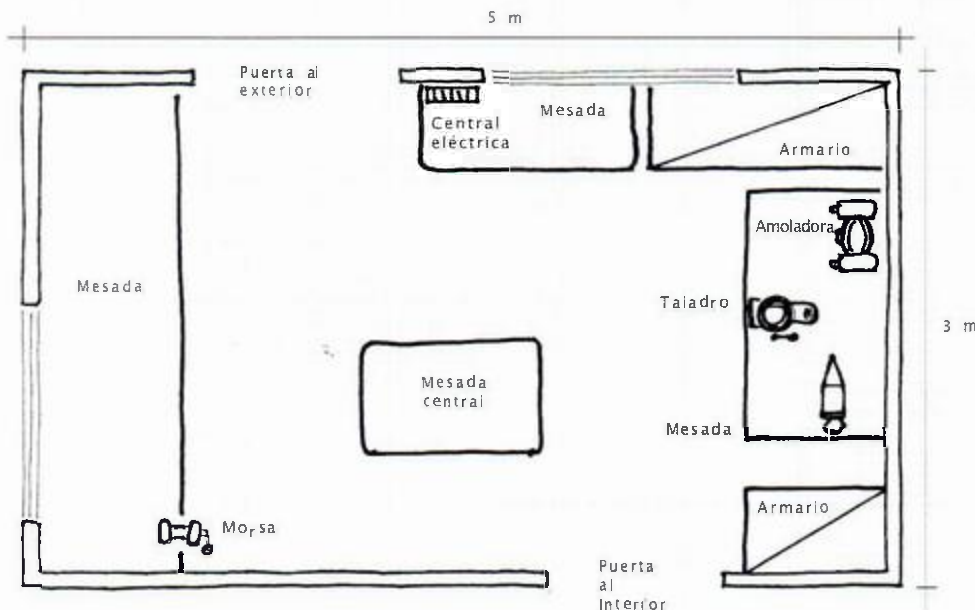 5 m
Puerta al
exterior
Central
eléctrica
Mesada
Armario
Amoladora
Mesada
Taladro
3 m
Mesada
central
Mesada
Morsa
Armario
Puerta
al
Interior